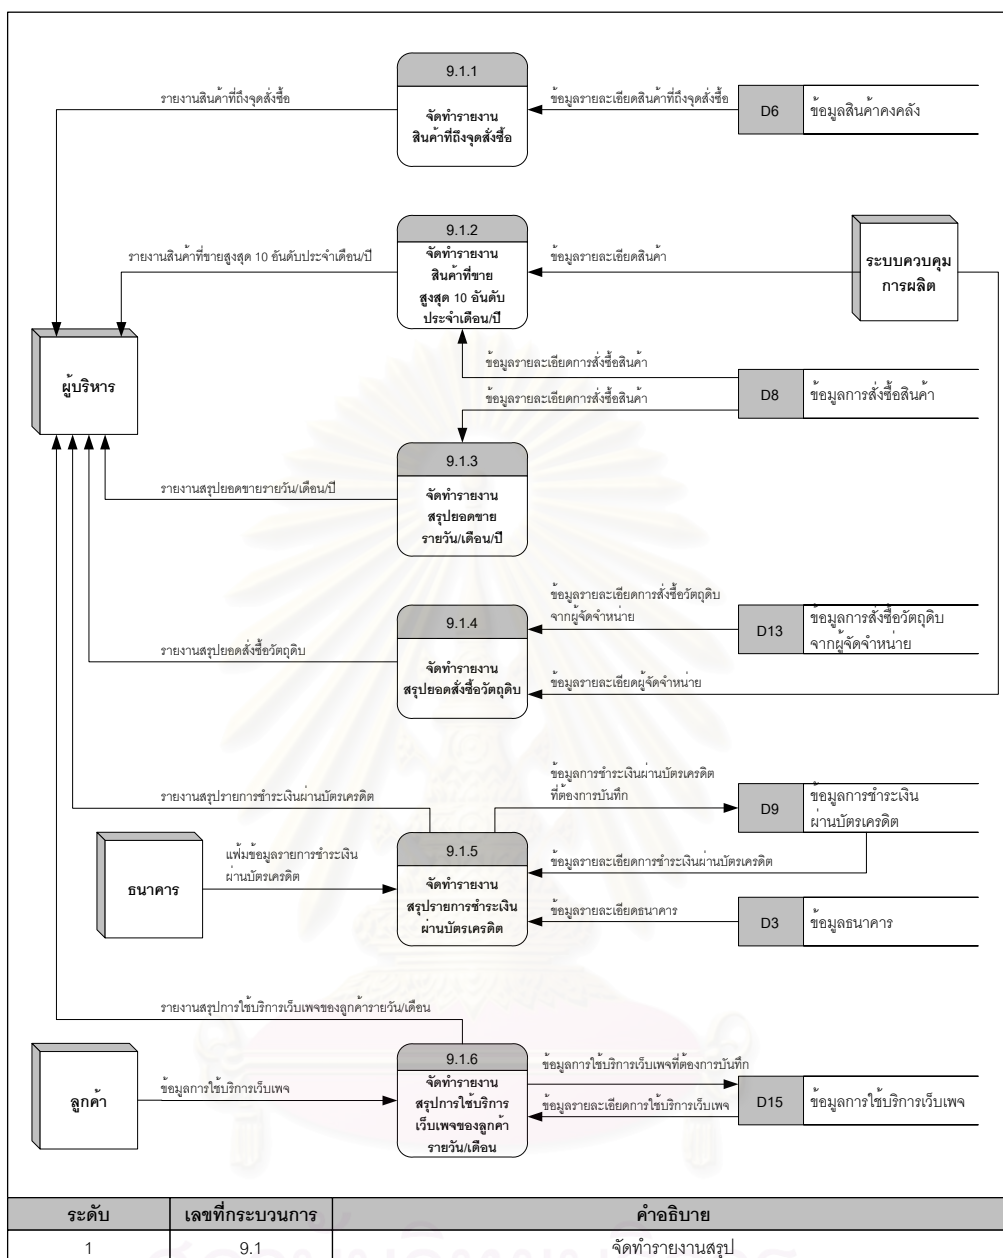 9.1.1
จัดทำรายงาน
สินค้าที่ถึงจุดสั่งซื้อ
รายงานสินค้าที่ถึงจุดสั่งซื้อ
ข้อมูลรายละเอียดสินค้าที่ถึงจุดสั่งซื้อ
D6
ข้อมูลสินค้าคงคลัง
9.1.2
จัดทำรายงาน
สินค้าที่ขาย
สูงสุด 10 อันดับ
ประจำเดือน/ปี
รายงานสินค้าที่ขายสูงสุด 10 อันดับประจำเดือน/ปี
ข้อมูลรายละเอียดสินค้า
ระบบควบคุม
การผลิต
ผู้บริหาร
ข้อมูลรายละเอียดการสั่งซื้อสินค้า
ข้อมูลรายละเอียดการสั่งซื้อสินค้า
D8
ข้อมูลการสั่งซื้อสินค้า
9.1.3
จัดทำรายงาน
สรุปยอดขาย
รายวัน/เดือน/ปี
รายงานสรุปยอดขายรายวัน/เดือน/ปี
9.1.4
จัดทำรายงาน
สรุปยอดสั่งซื้อวัตถุดิบ
รายงานสรุปยอดสั่งซื้อวัตถุดิบ
ข้อมูลรายละเอียดการสั่งซื้อวัตถุดิบ
จากผู้จัดจำหน่าย
D13
ข้อมูลการสั่งซื้อวัตถุดิบ
จากผู้จัดจำหน่าย
ข้อมูลรายละเอียดผู้จัดจำหน่าย
รายงานสรุปรายการชำระเงินผ่านบัตรเครดิต
ข้อมูลการชำระเงินผ่านบัตรเครดิต
ที่ต้องการบันทึก
D9
ข้อมูลการชำระเงิน
ผ่านบัตรเครดิต
ธนาคาร
แฟ้มข้อมูลรายการชำระเงิน
ผ่านบัตรเครดิต
9.1.5
จัดทำรายงาน
สรุปรายการชำระเงิน
ผ่านบัตรเครดิต
ข้อมูลรายละเอียดการชำระเงินผ่านบัตรเครดิต
ข้อมูลรายละเอียดธนาคาร
D3
ข้อมูลธนาคาร
รายงานสรุปการใช้บริการเว็บเพจของลูกค้ารายวัน/เดือน
ลูกค้า
ข้อมูลการใช้บริการเว็บเพจ
9.1.6
จัดทำรายงาน
สรุปการใช้บริการ
เว็บเพจของลูกค้า
รายวัน/เดือน
ข้อมูลการใช้บริการเว็บเพจที่ต้องการบันทึก
ข้อมูลรายละเอียดการใช้บริการเว็บเพจ
D15
ข้อมูลการใช้บริการเว็บเพจ
ระดับ เลขที่กระบวนการ คำอธิบาย
1 9.1 จัดทำรายงานสรุป